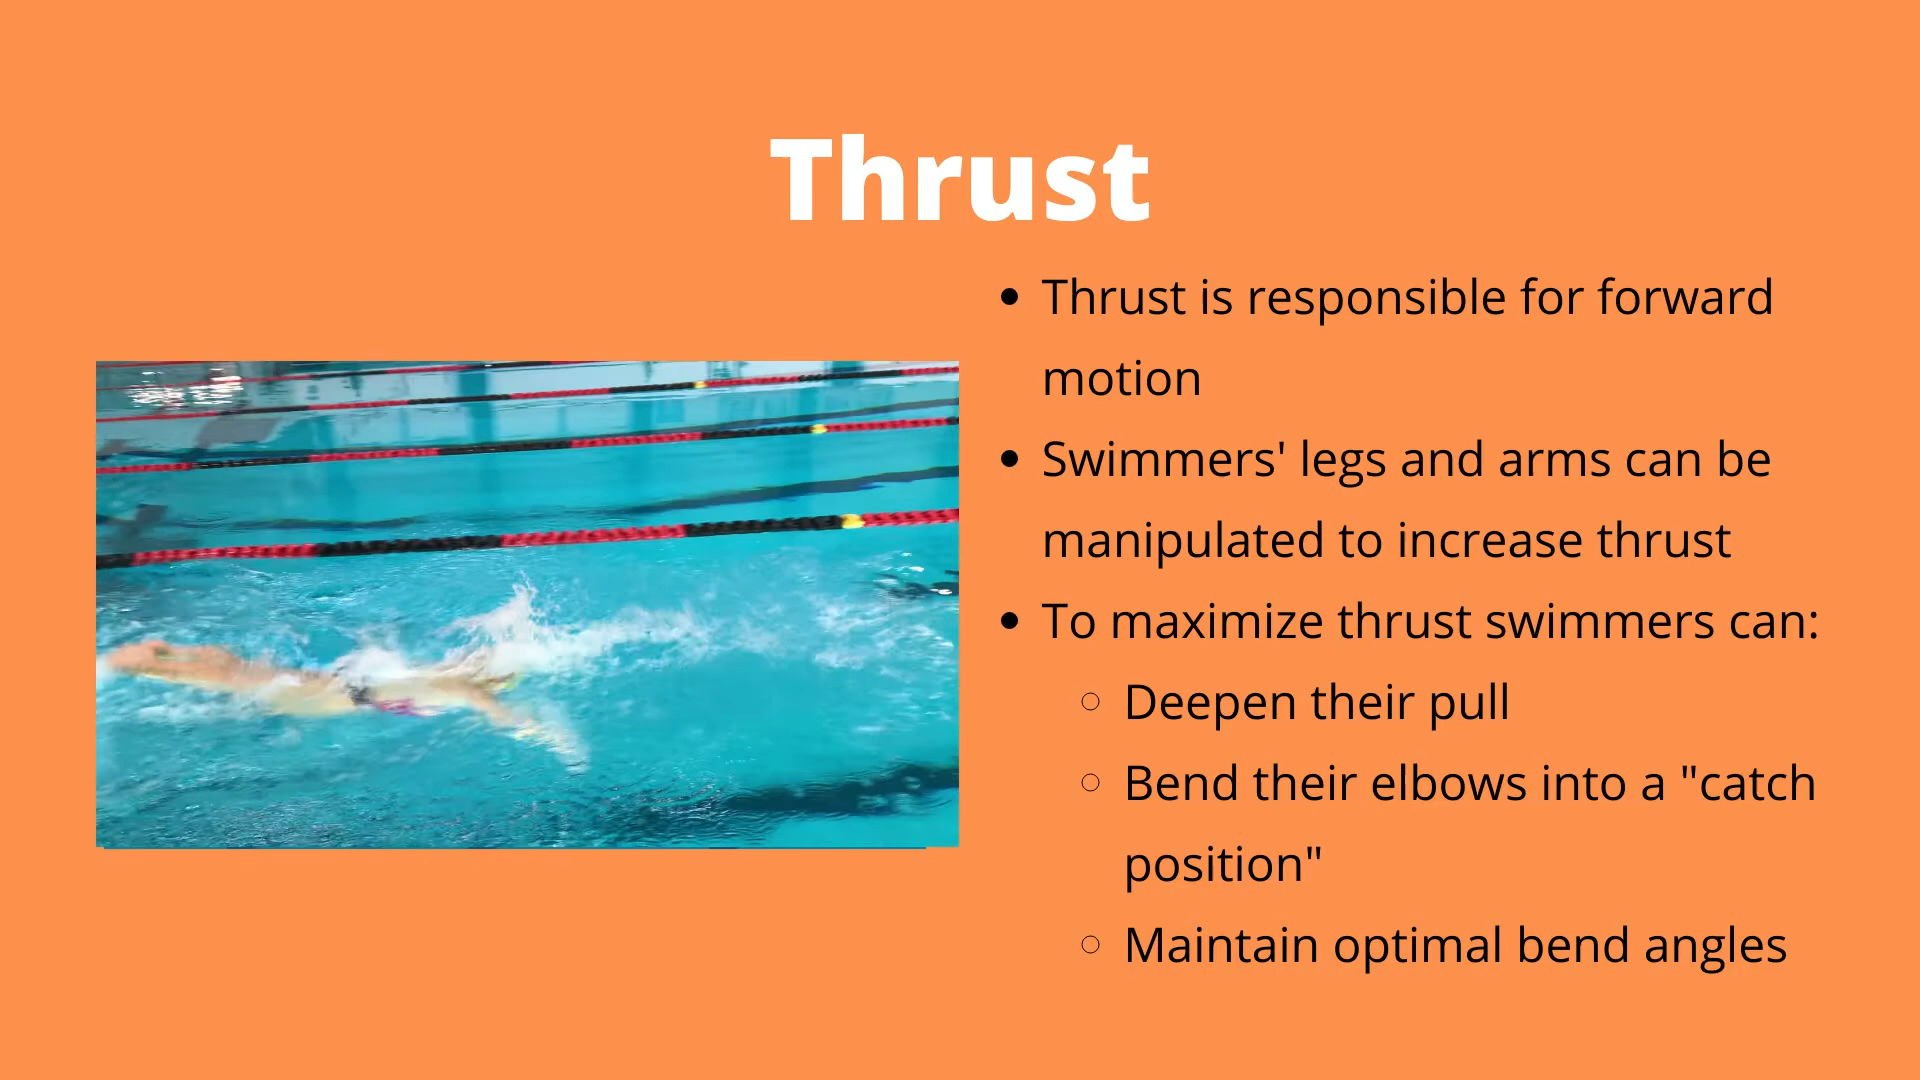 Thrust
• Thrust is responsible for forward
motion
• Swimmers' legs and arms can be
manipulated to increase thrust
• To maximize thrust swimmers can:
○ Deepen their pull
○ Bend their elbows into a "catch
position"
○ Maintain optimal bend angles